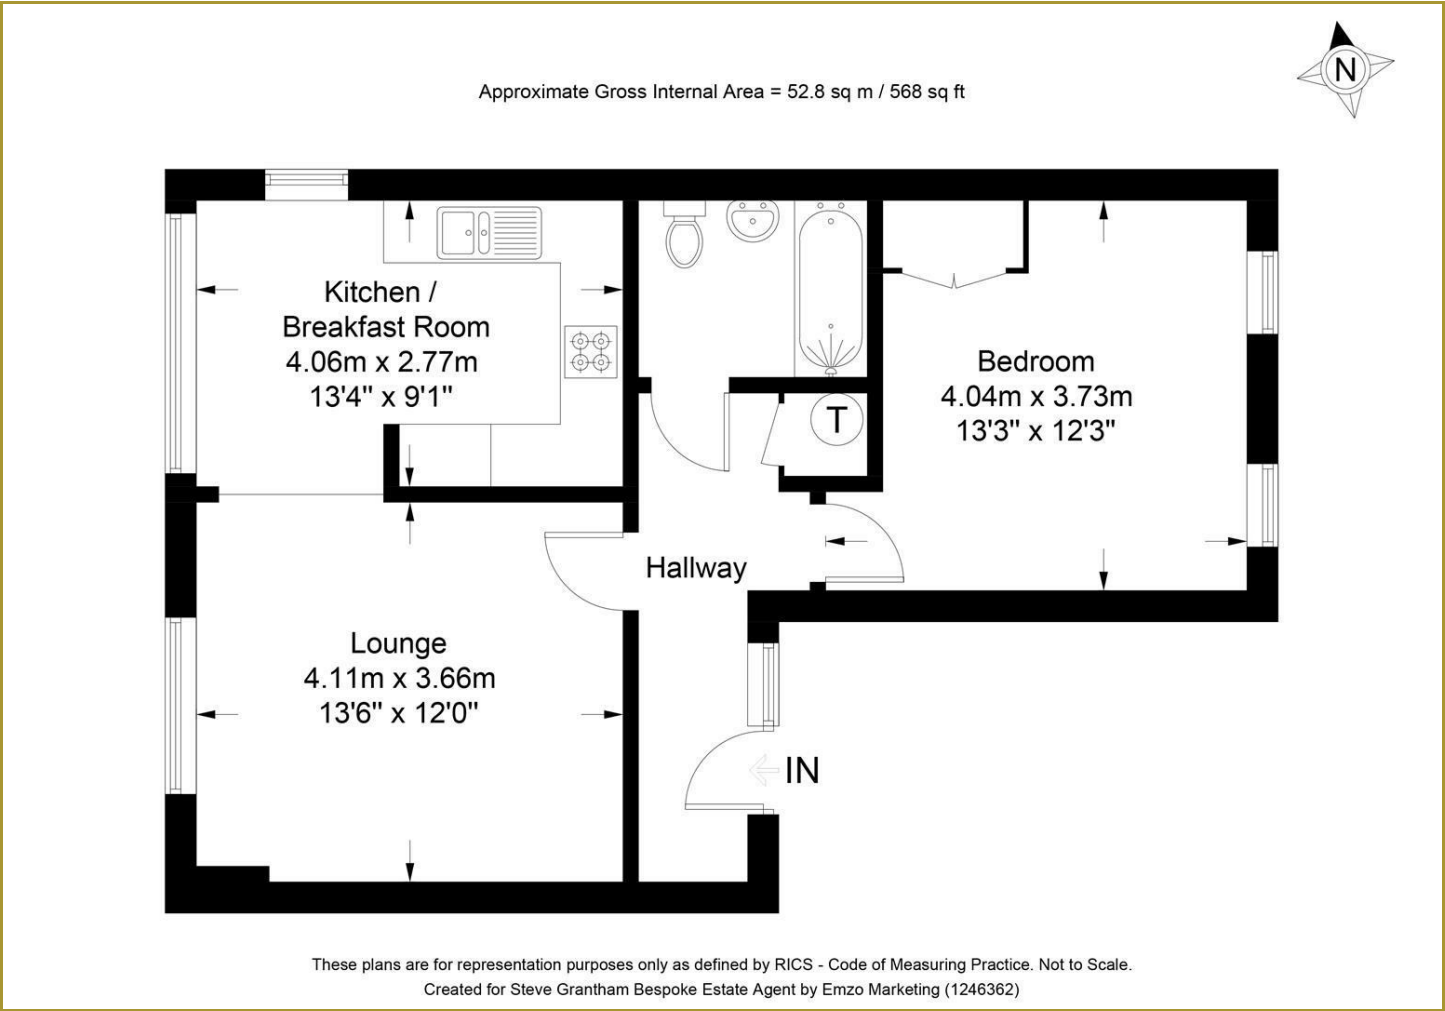 N
Approximate Gross Internal Area = 52.8 sq m / 568 sq ft
Kitchen /
Breakfast Room
4.06m x 2.77m
13'4" x 9'1"
T
Bedroom
4.04m x 3.73m
13'3" x 12'3"
Hallway
Lounge
4.11m x 3.66m
13'6" x 12'0"
IN
These plans are for representation purposes only as defined by RICS - Code of Measuring Practice. Not to Scale.
Created for Steve Grantham Bespoke Estate Agent by Emzo Marketing (1246362)